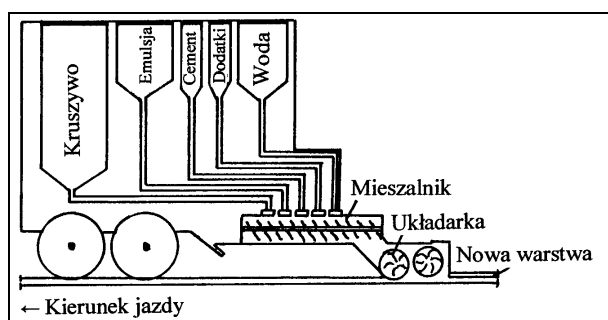 Kruszywo
Emulsja
Cement
Dodatki
Woda
Mieszalnik
Układarka
Nowa warstwa
← Kierunek jazdy